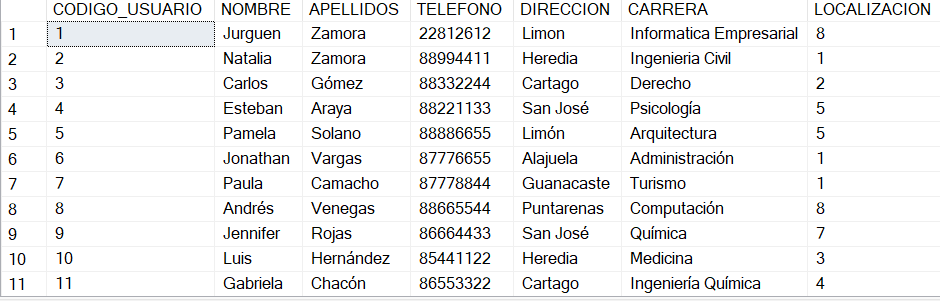 CODIGO_USUARIO NOMBRE APELLIDOS TELEFONO DIRECCION CARRERA LOCALIZACION
1 1 Jurguen Zamora 22812612 Limon Informatica Empresarial 8
2 2 Natalia Zamora 88994411 Heredia Ingenieria Civil 1
3 3 Carlos Gómez 88332244 Cartago Derecho 2
4 4 Esteban Araya 88221133 San José Psicología 5
5 5 Pamela Solano 88886655 Limón Arquitectura 5
6 6 Jonathan Vargas 87776655 Alajuela Administración 1
7 7 Paula Camacho 87778844 Guanacaste Turismo 1
8 8 Andrés Venegas 88665544 Puntarenas Computación 8
9 9 Jennifer Rojas 86664433 San José Química 7
10 10 Luis Hernández 85441122 Heredia Medicina 3
11 11 Gabriela Chacón 86553322 Cartago Ingeniería Química 4